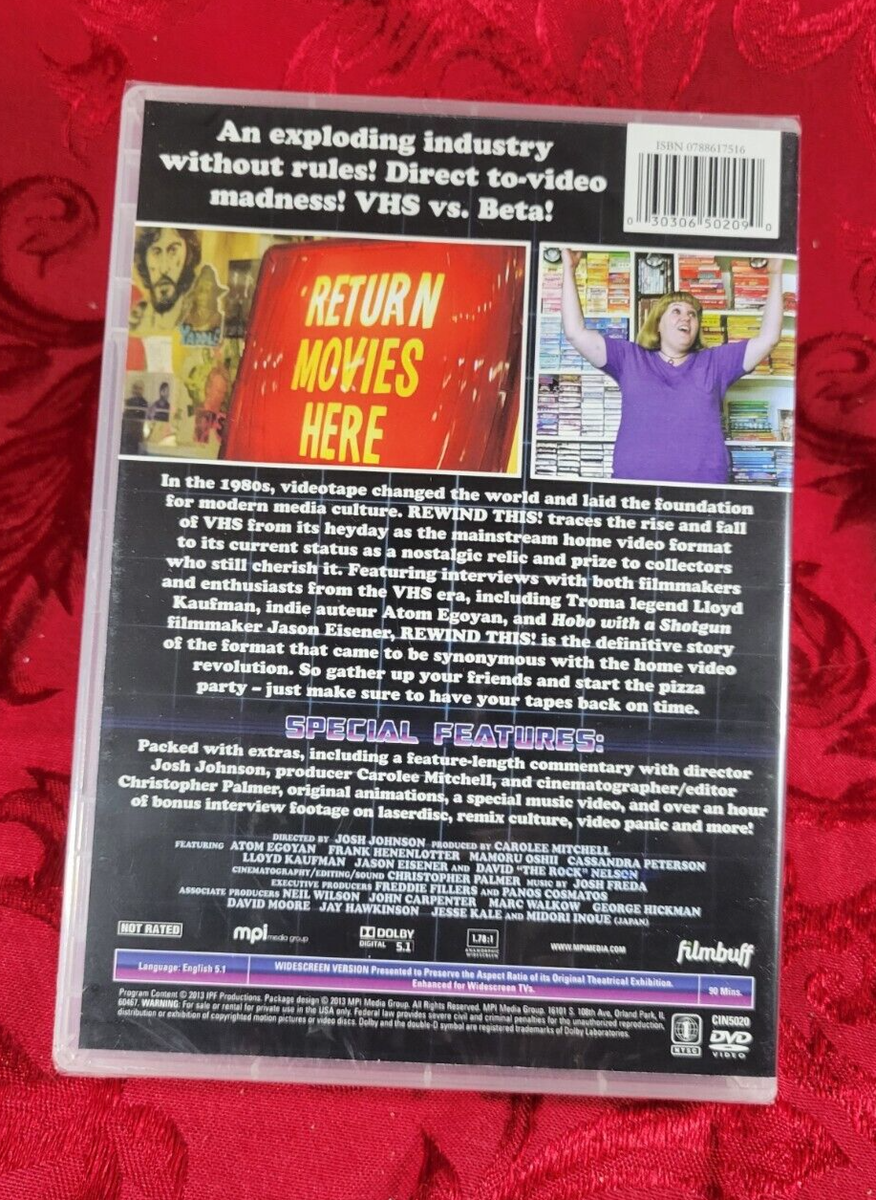 An exploding industry
without rules! Direct to-video
madness! VHS vs. Beta!
ISBN 0788617516
0 30306 50209 0
RETURN
MOVIES
HERE
In the 1980s, videotape changed the world and laid the foundation
for modern media culture. REWIND THIS! traces the rise and fall
of VHS from its heyday as the mainstream home video format
to its current status as a nostalgic relic and prize to collectors
who still cherish it. Featuring interviews with both filmmakers
and enthusiasts from the VHS era, including Troma legend Lloyd
Kaufman, indie auteur Atom Egoyan, and Hobo with a Shotgun
filmmaker Jason Eisener, REWIND THIS! is the definitive story
of the format that came to be synonymous with the home video
revolution. So gather up your friends and start the pizza
party – just make sure to have your tapes back on time.
SPECIAL FEATURES:
Packed with extras, including a feature-length commentary with director
Josh Johnson, producer Carolee Mitchell, and cinematographer/editor
Christopher Palmer, original animations, a special music video, and over an hour
of bonus interview footage on laserdisc, remix culture, video panic and more!
DIRECTED BY JOSH JOHNSON PRODUCED BY CAROLEE MITCHELL
FEATURING ATOM EGOYAN FRANK HENENLOTTER MAMORU OSHII CASSANDRA PETERSON
LLOYD KAUFMAN JASON EISENER AND DAVID "THE ROCK" NELSON
CINEMATOGRAPHY/EDITING/SOUND CHRISTOPHER PALMER MUSIC BY JOSH FREDA
EXECUTIVE PRODUCERS FREDDIE FILLERS AND PANOS COSMATOS
ASSOCIATE PRODUCERS NEIL WILSON JOHN CARPENTER MARC WALKOW GEORGE HICKMAN
DAVID MOORE JAY HAWKINSON JESSE KALE AND MIDORI INOUE (JAPAN)
NOT RATED
mpi media group
DOLBY
DIGITAL 5.1
1.78:1
ANAMORPHIC
WIDESCREEN
WWW.MPIMEDIA.COM
filmbuff
Language: English 5.1
WIDESCREEN VERSION Presented to Preserve the Aspect Ratio of its Original Theatrical Exhibition.
Enhanced for Widescreen TVs.
90 Mins.
Program Content © 2013 IPF Productions. Package design © 2013 MPI Media Group. All Rights Reserved. MPI Media Group, 16101 S. 108th Ave, Orland Park, IL
60467. WARNING: For sale or rental for private use in the USA only. Federal law provides severe civil and criminal penalties for the unauthorized reproduction,
distribution or exhibition of copyrighted motion pictures or video discs. Dolby and the double-D symbol are registered trademarks of Dolby Laboratories.
1
NTSC
CIN5020
DVD
VIDEO